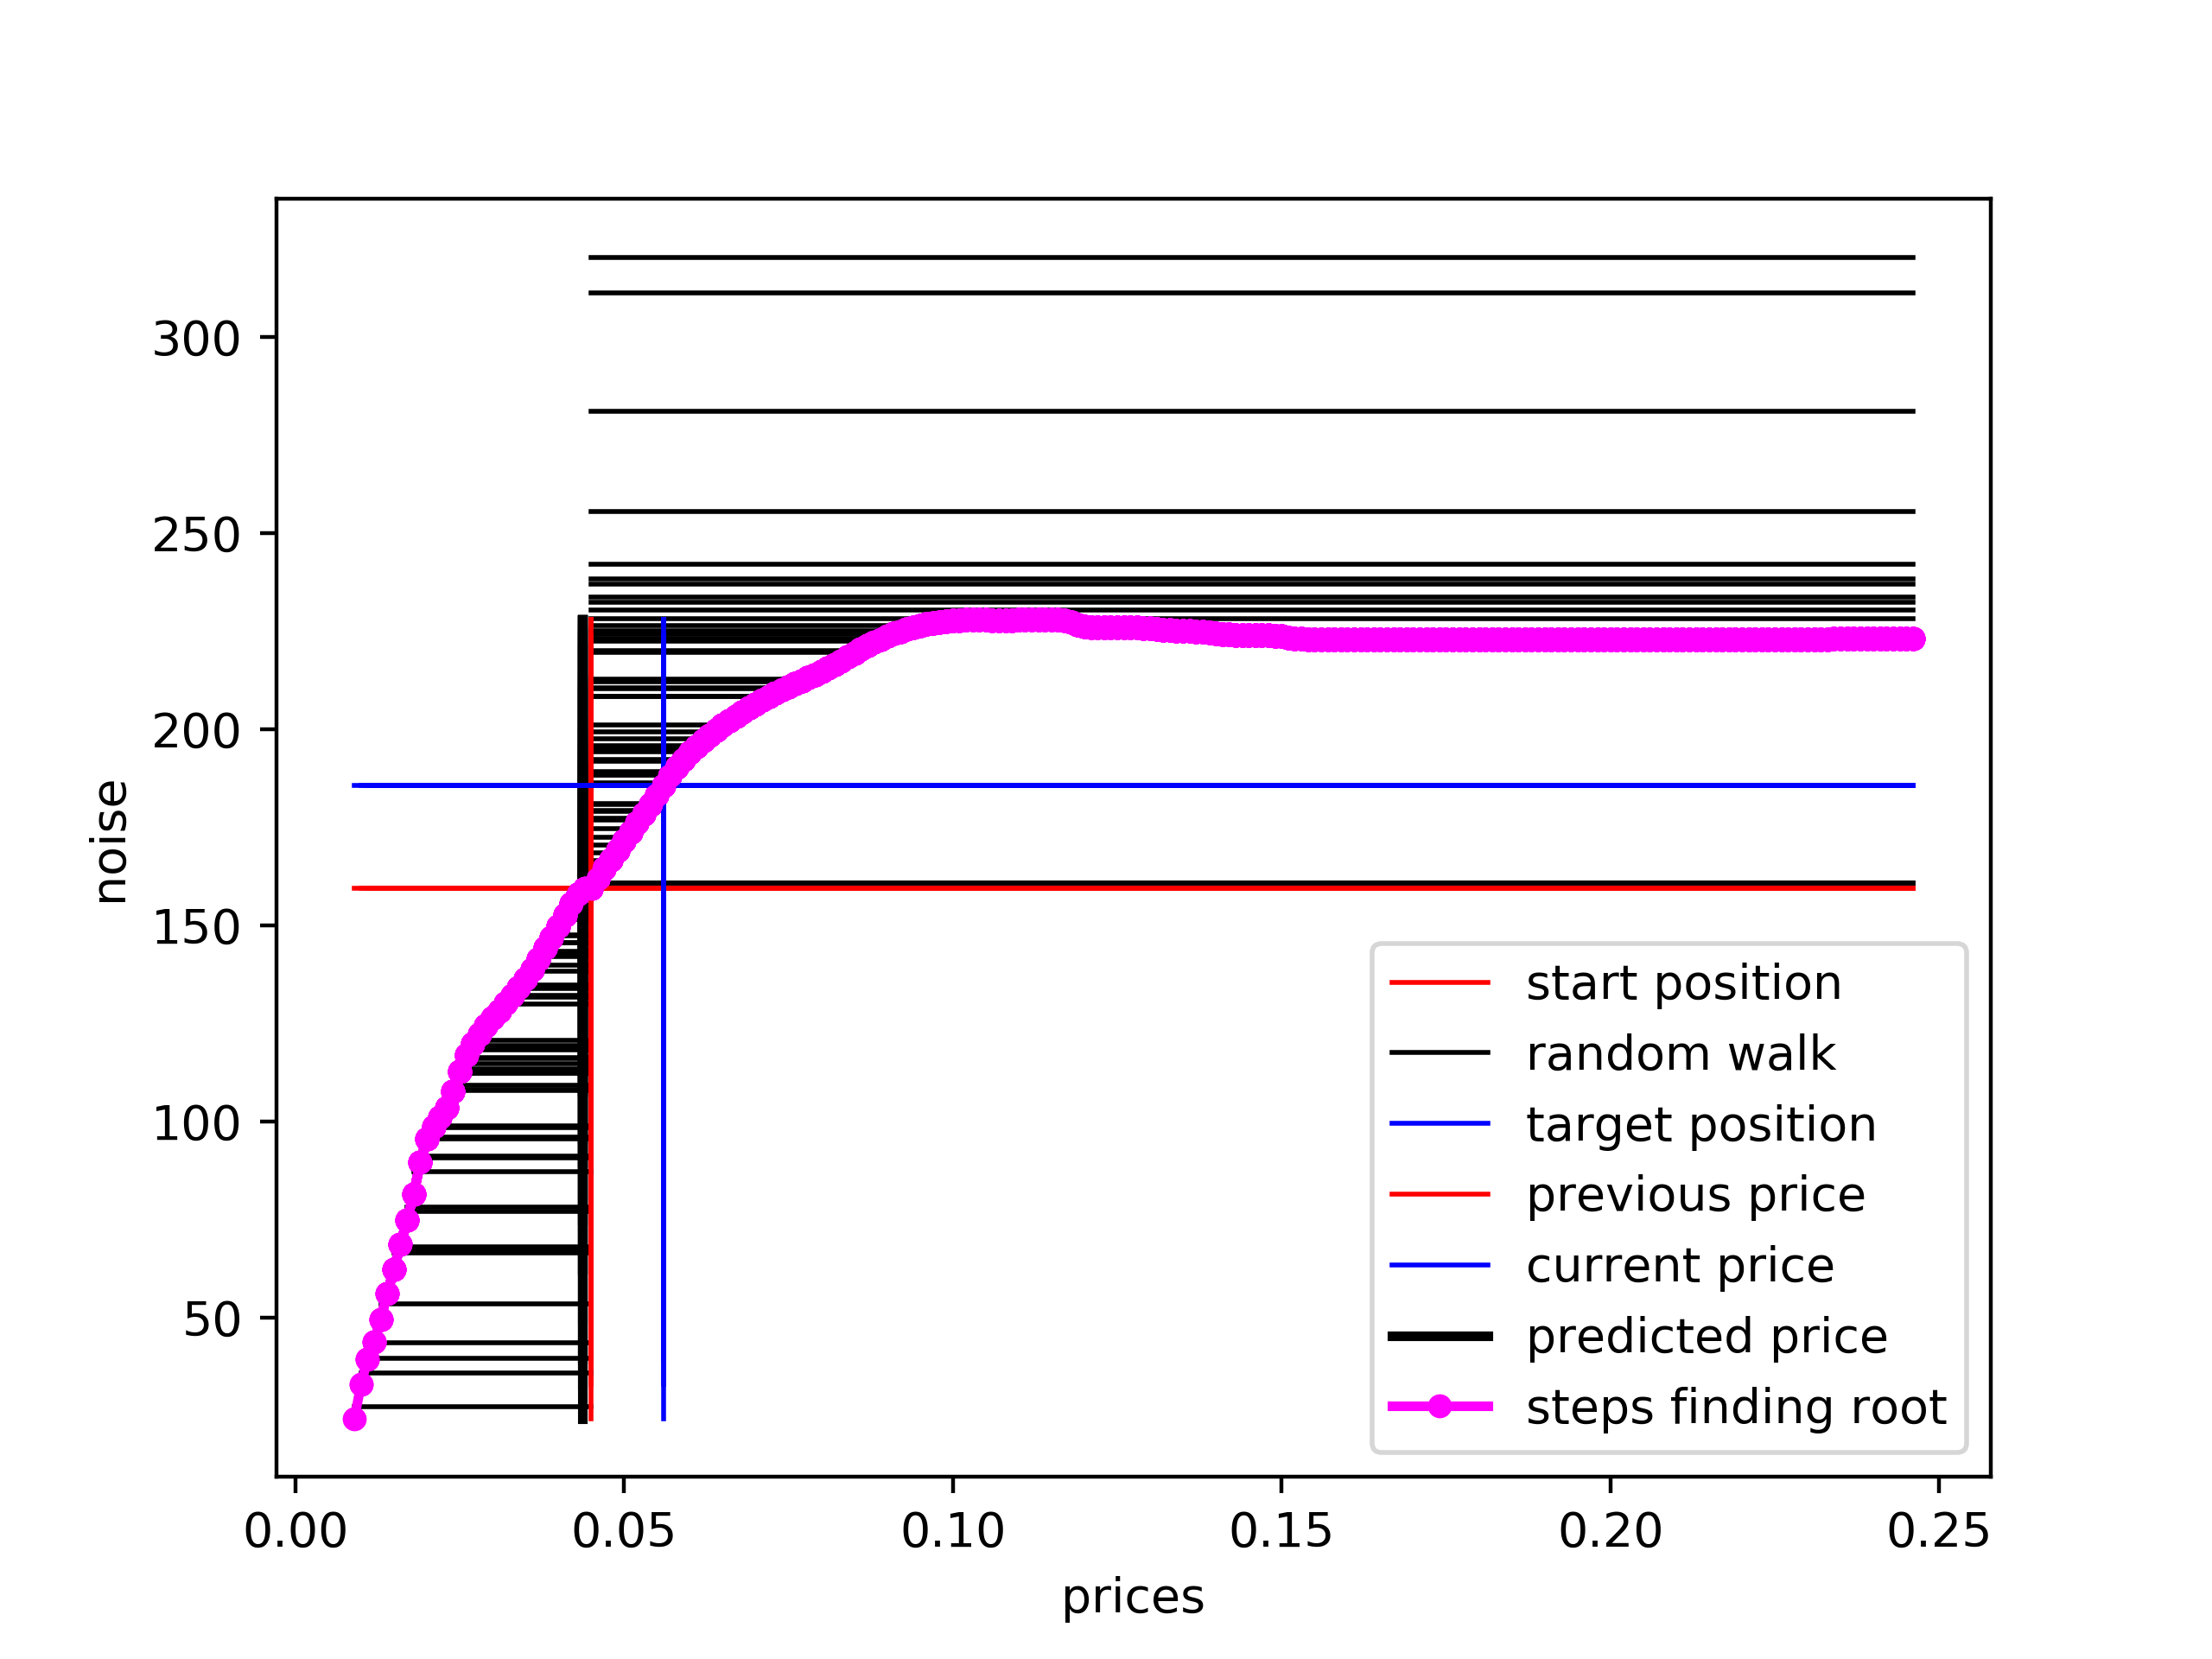 300
250
200
150
100
50
noise
0.00 0.05 0.10 0.15 0.20 0.25
prices
start position
random walk
target position
previous price
current price
predicted price
steps finding root